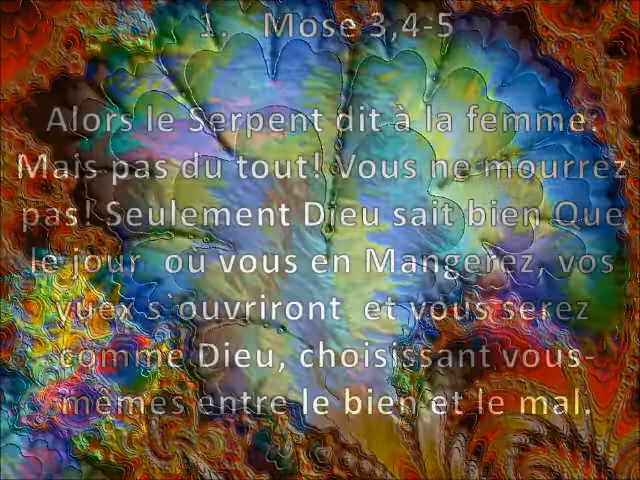 1. Mose 3,4-5
Alors le Serpent dit à la femme:
Mais pas du tout! Vous ne mourrez
pas! Seulement Dieu sait bien Que
le jour où vous en Mangerez, vos
yuex s`ouvriront et vous serez
comme Dieu, choisissant vous-
mêmes entre le bien et le mal.